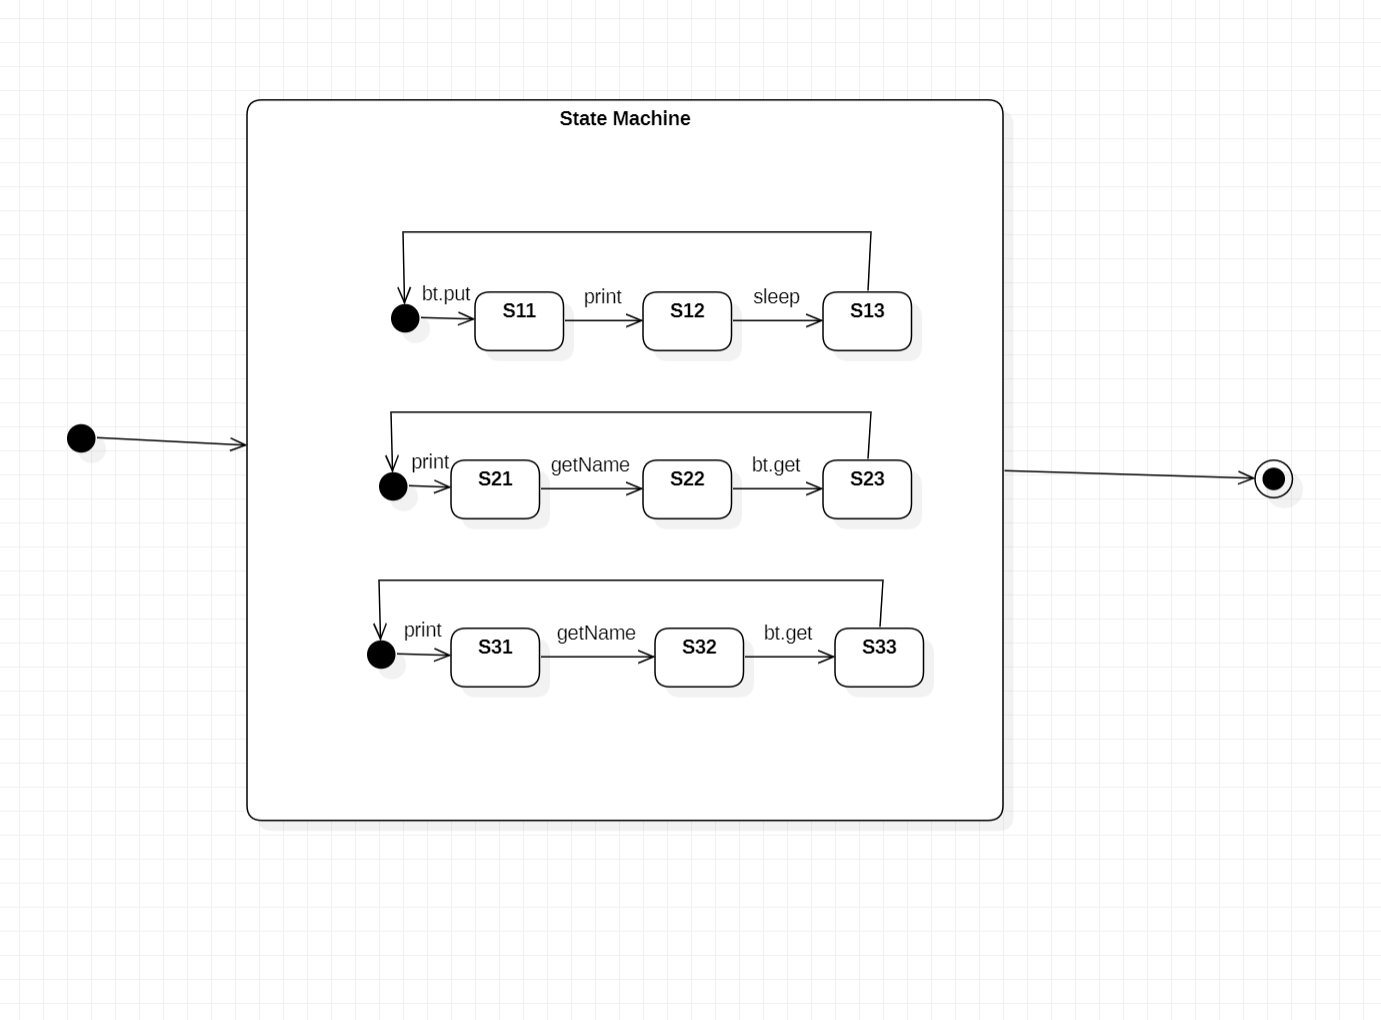 State Machine
bt.put S11 print S12 sleep S13
print S21 getName S22 bt.get S23
print S31 getName S32 bt.get S33